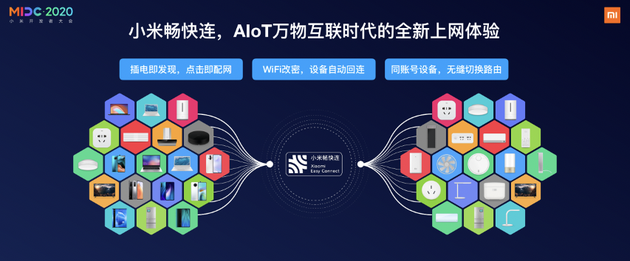 MIDC·2020
小米开发者大会
小米畅快连，AIoT万物互联时代的全新上网体验
插电即发现，点击即配网
WiFi改密，设备自动回连
同账号设备，无缝切换路由
小米畅快连
Xiaomi
Easy Connect